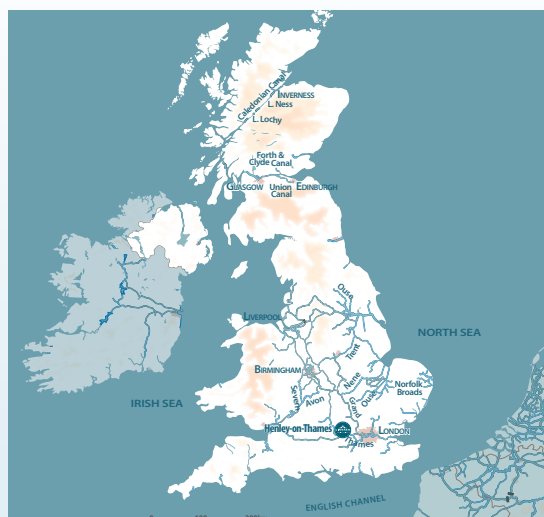 Caledonian Canal
INVERNESS
L. Ness
L. Lochy
Forth &
Clyde Canal
GLASGOW
Union
Canal
EDINBURGH
Ouse
LIVERPOOL
NORTH SEA
Trent
BIRMINGHAM
Nene
Norfolk
Broads
Severn
Avon
Grand
Ouse
IRISH SEA
Henley-on-Thames
LONDON
Thames
ENGLISH CHANNEL